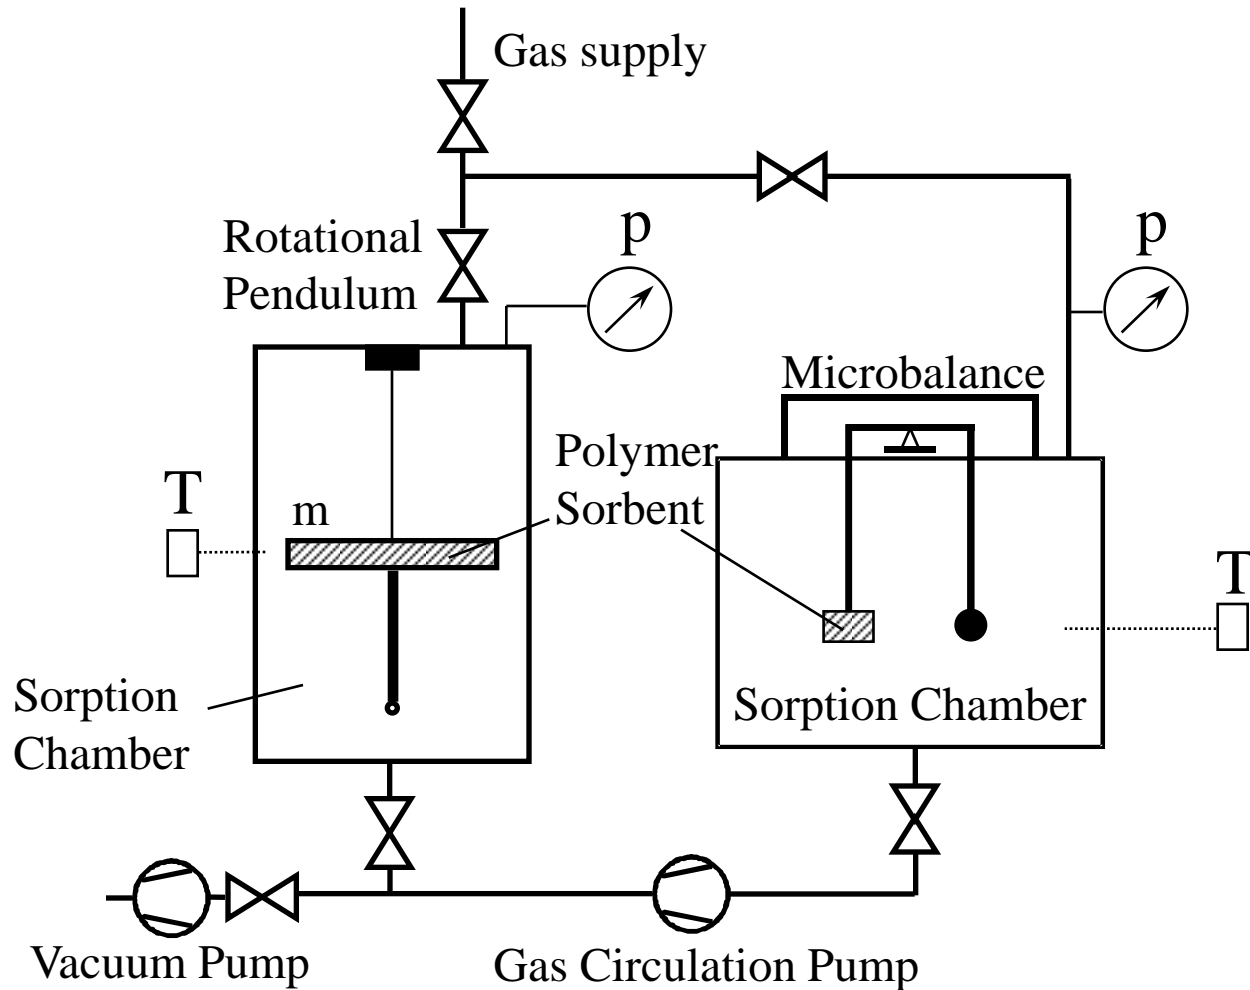 Gas supply
Rotational
Pendulum
p
p
Microbalance
Polymer
Sorbent
T
m
T
Sorption
Chamber
Sorption Chamber
Vacuum Pump
Gas Circulation Pump